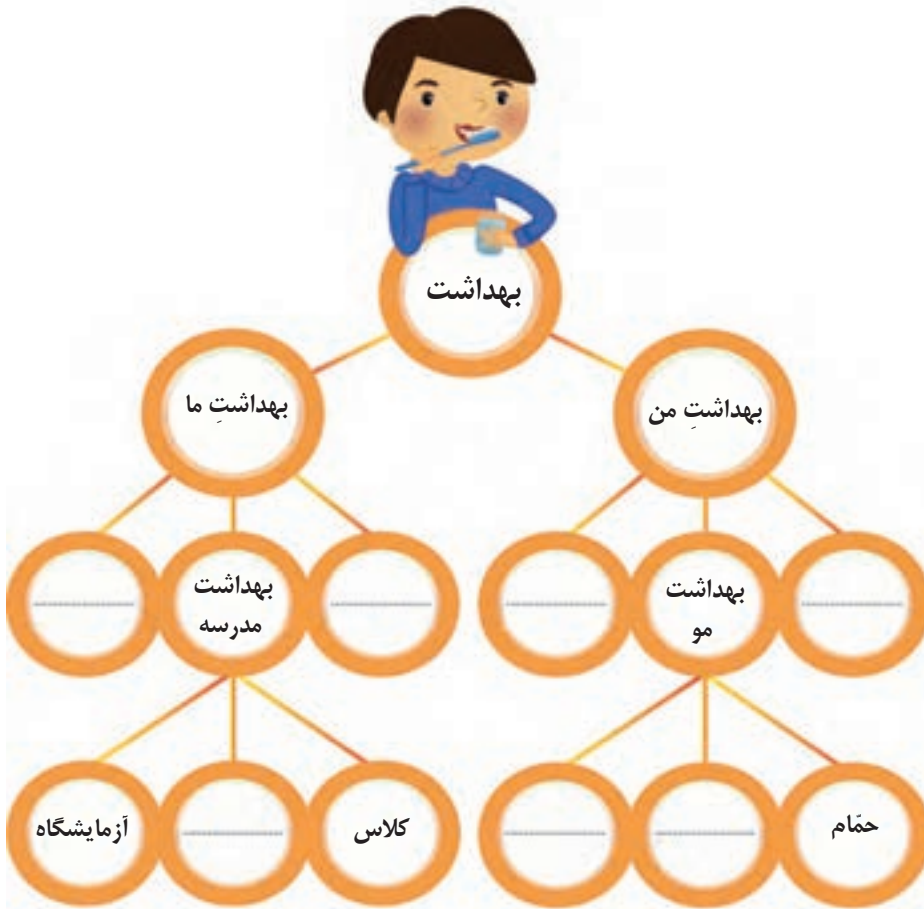 بهداشت
بهداشتِ من
بهداشتِ ما
بهداشت
مو
بهداشت
مدرسه
حمّام
کلاس
آزمایشگاه